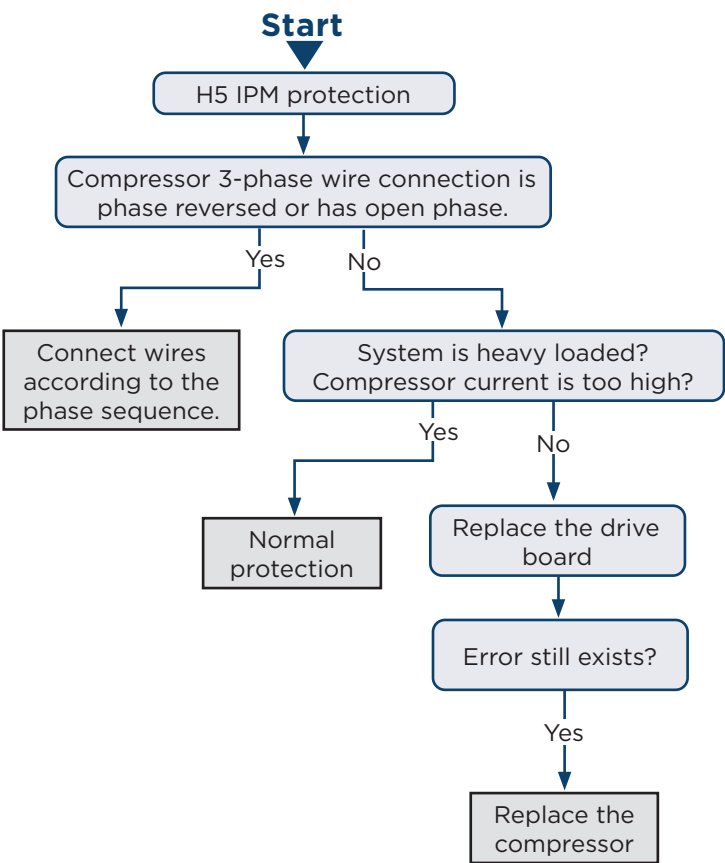 Start
H5 IPM protection
Compressor 3-phase wire connection is
phase reversed or has open phase.
Yes
No
Connect wires
according to the
phase sequence.
System is heavy loaded?
Compressor current is too high?
Yes
No
Normal
protection
Replace the drive
board
Error still exists?
Yes
Replace the
compressor